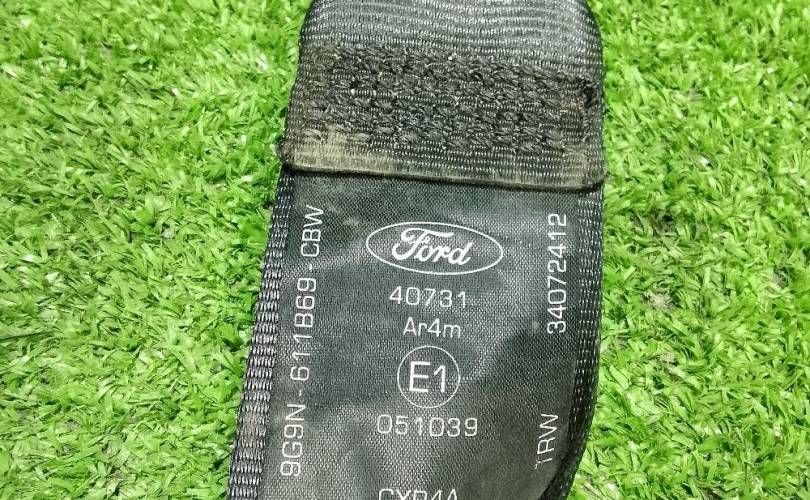 9G9N - 611B69 - CBW
Ford
40731
Ar4m
E1
051039
34072412
TRW